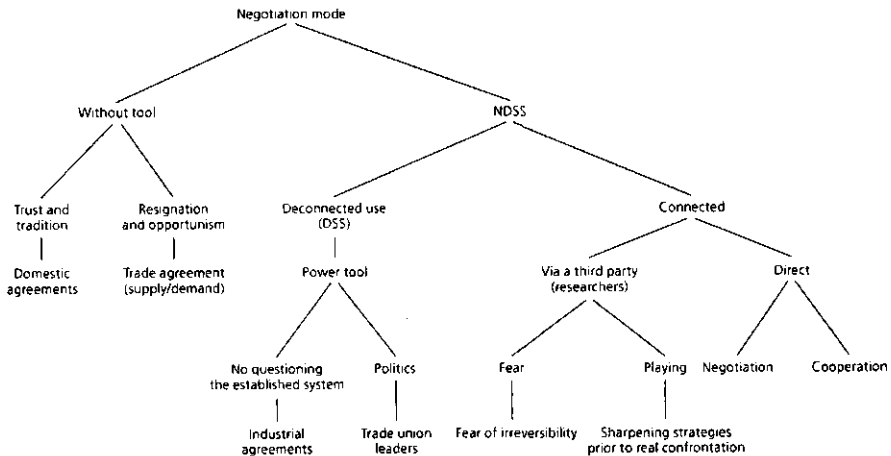 Negotiation mode
Without tool
NDSS
Trust and
tradition
Resignation
and opportunism
Deconnected use
(DSS)
Connected
Domestic
agreements
Trade agreement
(supply/demand)
Power tool
Via a third party
(researchers)
Direct
No questioning
the established system
Politics
Fear
Playing
Negotiation
Cooperation
Industrial
agreements
Trade union
leaders
Fear of irreversibility
Sharpening strategies
prior to real confrontation